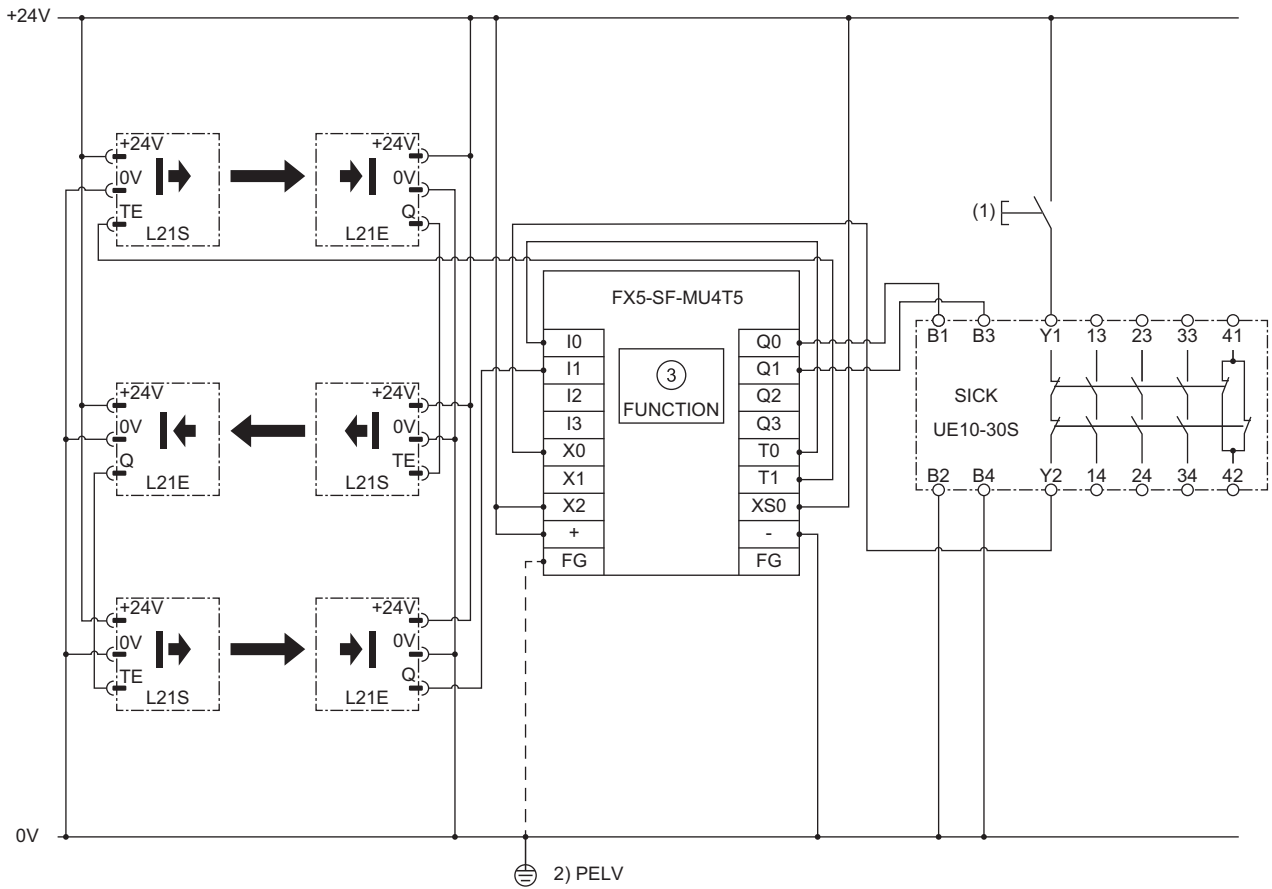 +24V
+24V
0V
TE
L21S
+24V
0V
Q
L21E
(1)
FX5-SF-MU4T5
I0
I1
I2
I3
X0
X1
X2
+
FG
3
FUNCTION
Q0
Q1
Q2
Q3
T0
T1
XS0
-
FG
B1 B3 Y1 13 23 33 41
SICK
UE10-30S
B2 B4 Y2 14 24 34 42
+24V
0V
Q
L21E
+24V
0V
TE
L21S
+24V
0V
TE
L21S
+24V
0V
Q
L21E
0V
2) PELV